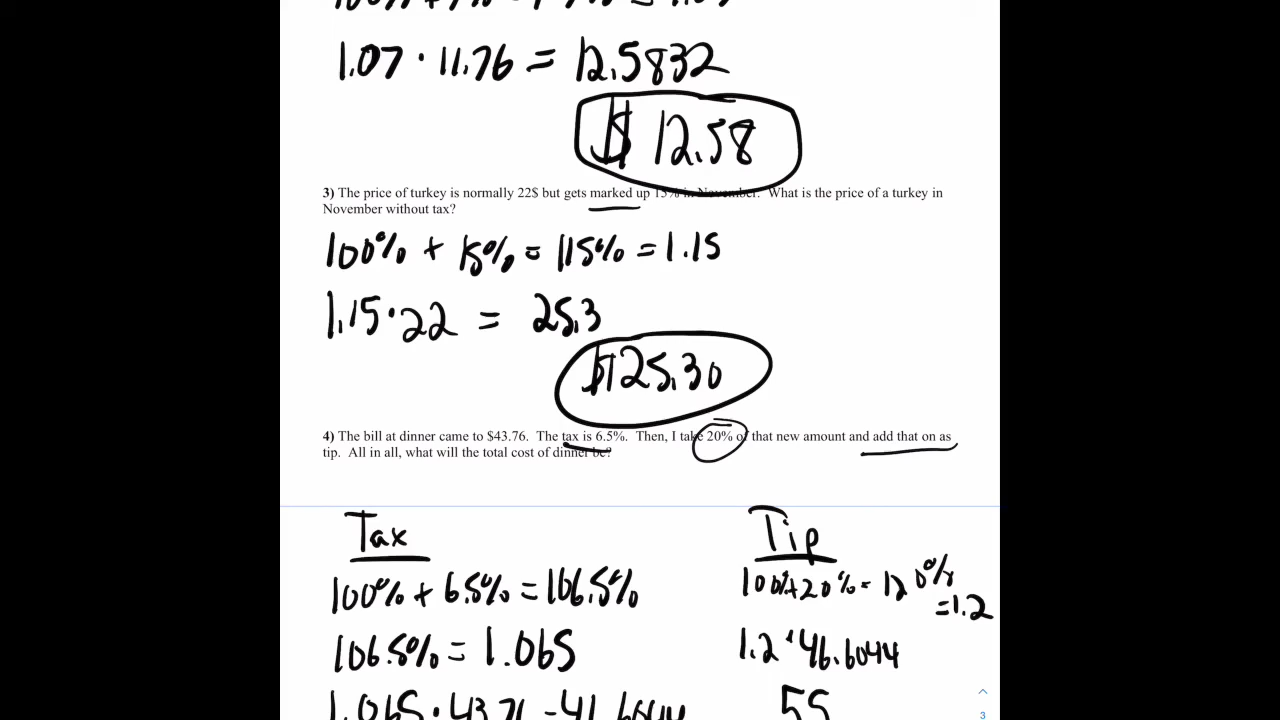 1.07 · 11.76 = 12.5832
$ 12.58
3) The price of turkey is normally 22$ but gets marked up 15% in November. What is the price of a turkey in
November without tax?
100% + 15% = 115% = 1.15
1.15 · 22 = 25.3
$25.30
4) The bill at dinner came to $43.76. The tax is 6.5%. Then, I take 20% of that new amount and add that on as
tip. All in all, what will the total cost of dinner be?
Tax
100% + 6.5% = 106.5%
106.5% = 1.065
1.065 · 43.76 =
Tip
100%+20% = 120%
=1.2
1.2 · 46.6044
55
3